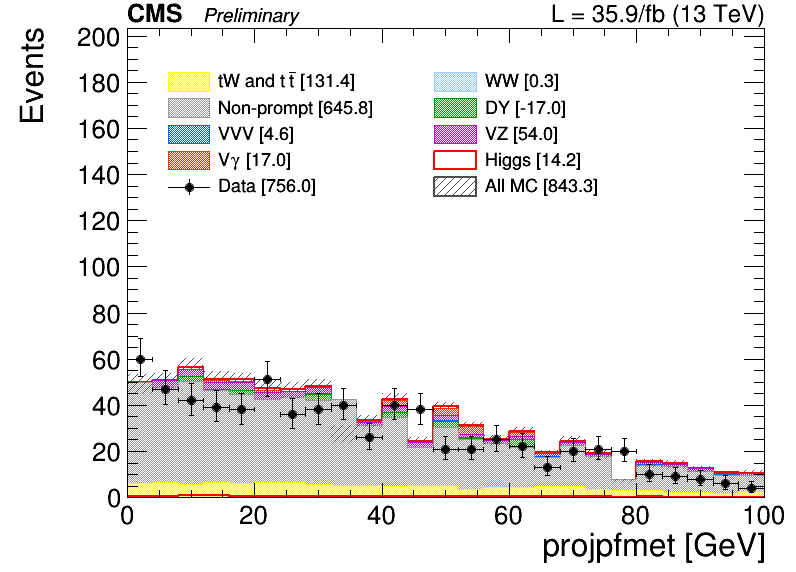 CMS Preliminary L = 35.9/fb (13 TeV)
Events
200
180
160
140
120
100
80
60
40
20
0
tW and t t̅ [131.4] WW [0.3]
Non-prompt [645.8] DY [-17.0]
VVV [4.6] VZ [54.0]
Vγ [17.0] Higgs [14.2]
Data [756.0] All MC [843.3]
0 20 40 60 80 100
projpfmet [GeV]